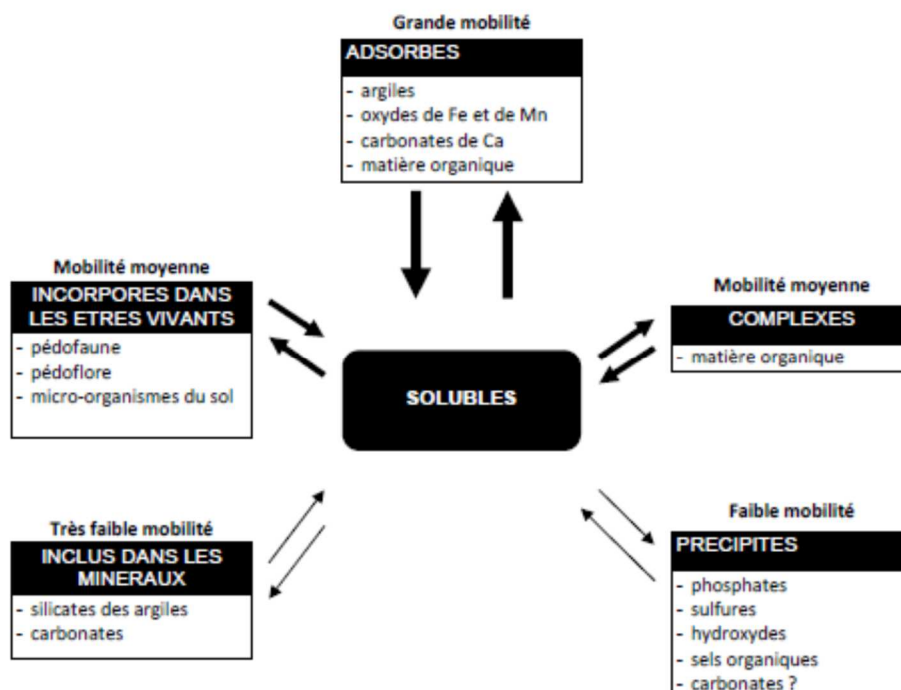 Grande mobilité
ADSORBES
- argiles
- oxydes de Fe et de Mn
- carbonates de Ca
- matière organique
Mobilité moyenne
INCORPORES DANS
LES ETRES VIVANTS
- pédofaune
- pédoflore
- micro-organismes du sol
Mobilité moyenne
COMPLEXES
- matière organique
SOLUBLES
Très faible mobilité
INCLUS DANS LES
MINERAUX
- silicates des argiles
- carbonates
Faible mobilité
PRECIPITES
- phosphates
- sulfures
- hydroxydes
- sels organiques
- carbonates ?